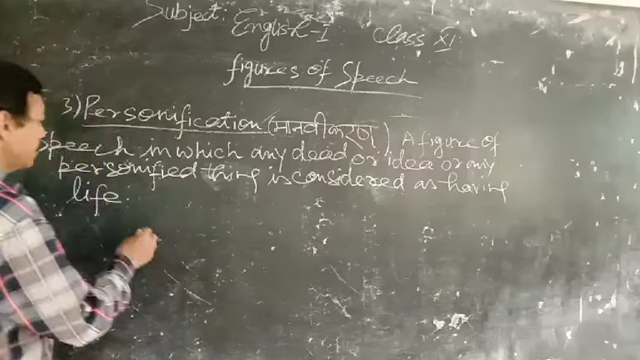 Subject: English-I Class XI
figures of Speech
3) Personification (मानवीकरण) A figure of
Speech in which any dead or idea or any
personified thing is considered as having
life.